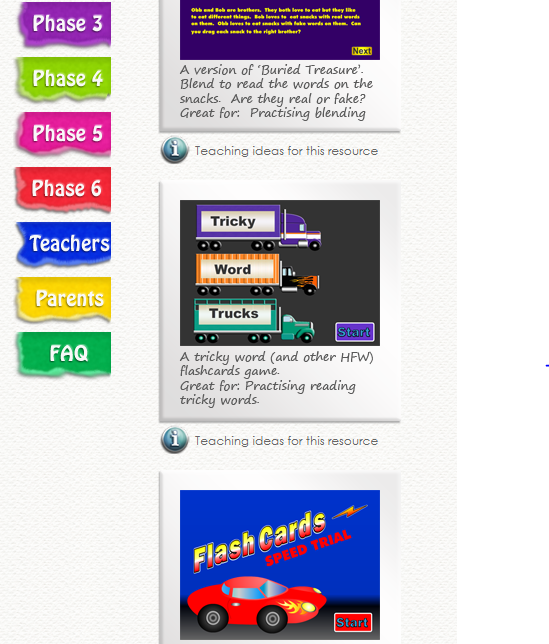 Phase 3
Phase 4
Phase 5
Phase 6
Teachers
Parents
FAQ
Obb and Bob are brothers. They both love to eat but they like
to eat different things. Bob loves to eat snacks with real words
on them. Obb loves to eat snacks with fake words on them. Can
you drag each snack to the right brother?
Next
A version of 'Buried Treasure'.
Blend to read the words on the
snacks. Are they real or fake?
Great for: Practising blending
Teaching ideas for this resource
Tricky
Word
Trucks
Start
A tricky word (and other HFW)
flashcards game.
Great for: Practising reading
tricky words.
Teaching ideas for this resource
Flash Cards
SPEED TRIAL
Start